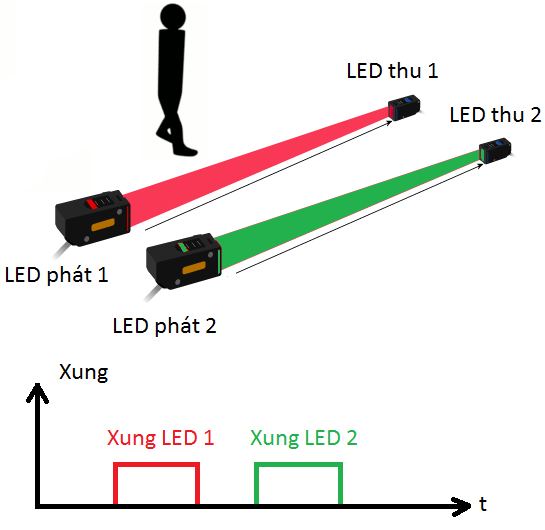 LED thu 1
LED thu 2
LED phát 1
LED phát 2
Xung
Xung LED 1
Xung LED 2
t